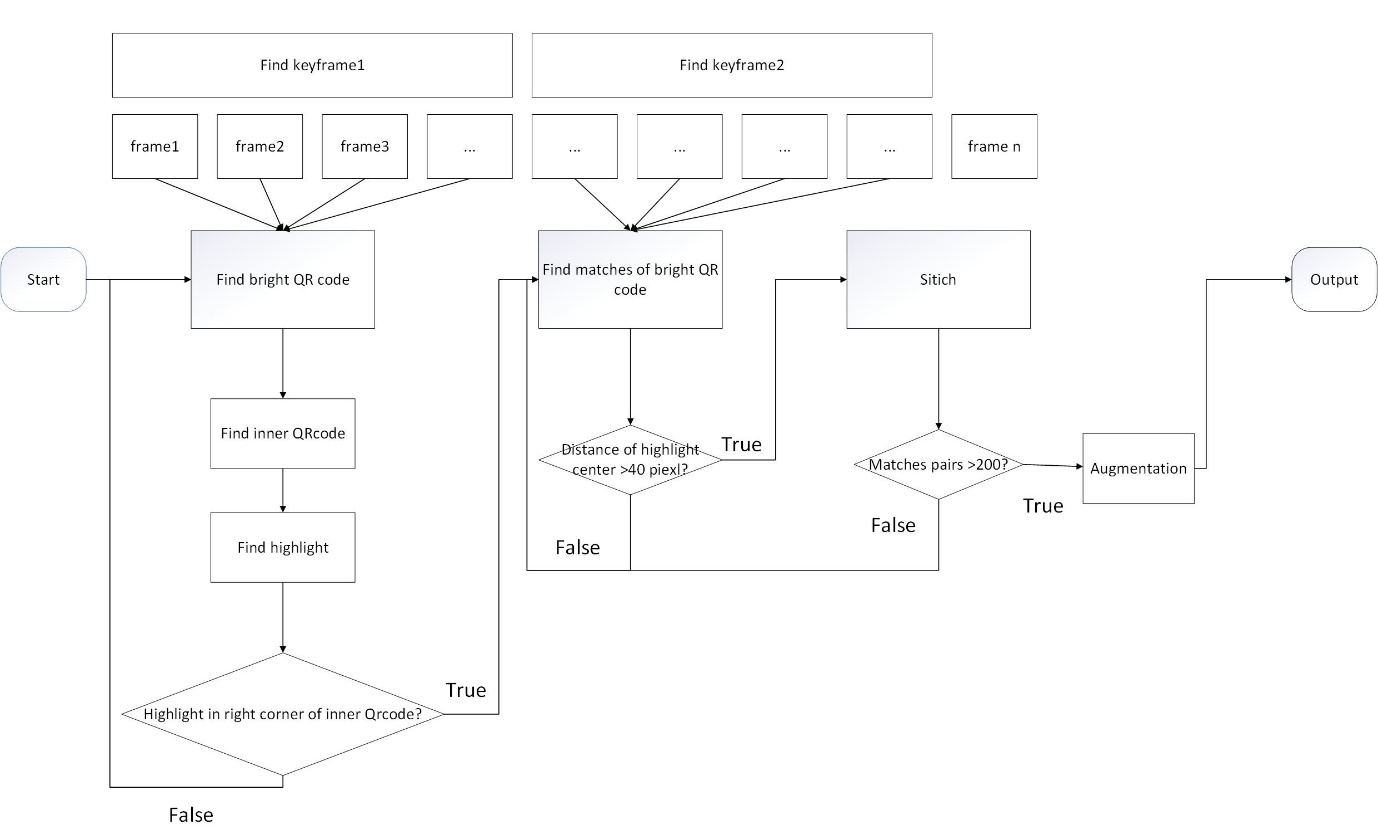 Find keyframe1
Find keyframe2
frame1
frame2
frame3
...
...
...
...
...
frame n
Start
Find bright QR code
Find matches of bright QR
code
Sitich
Output
Find inner QRcode
Distance of highlight
center >40 piexl?
True
Matches pairs >200?
Augmentation
True
False
False
Find highlight
True
Highlight in right corner of inner Qrcode?
False